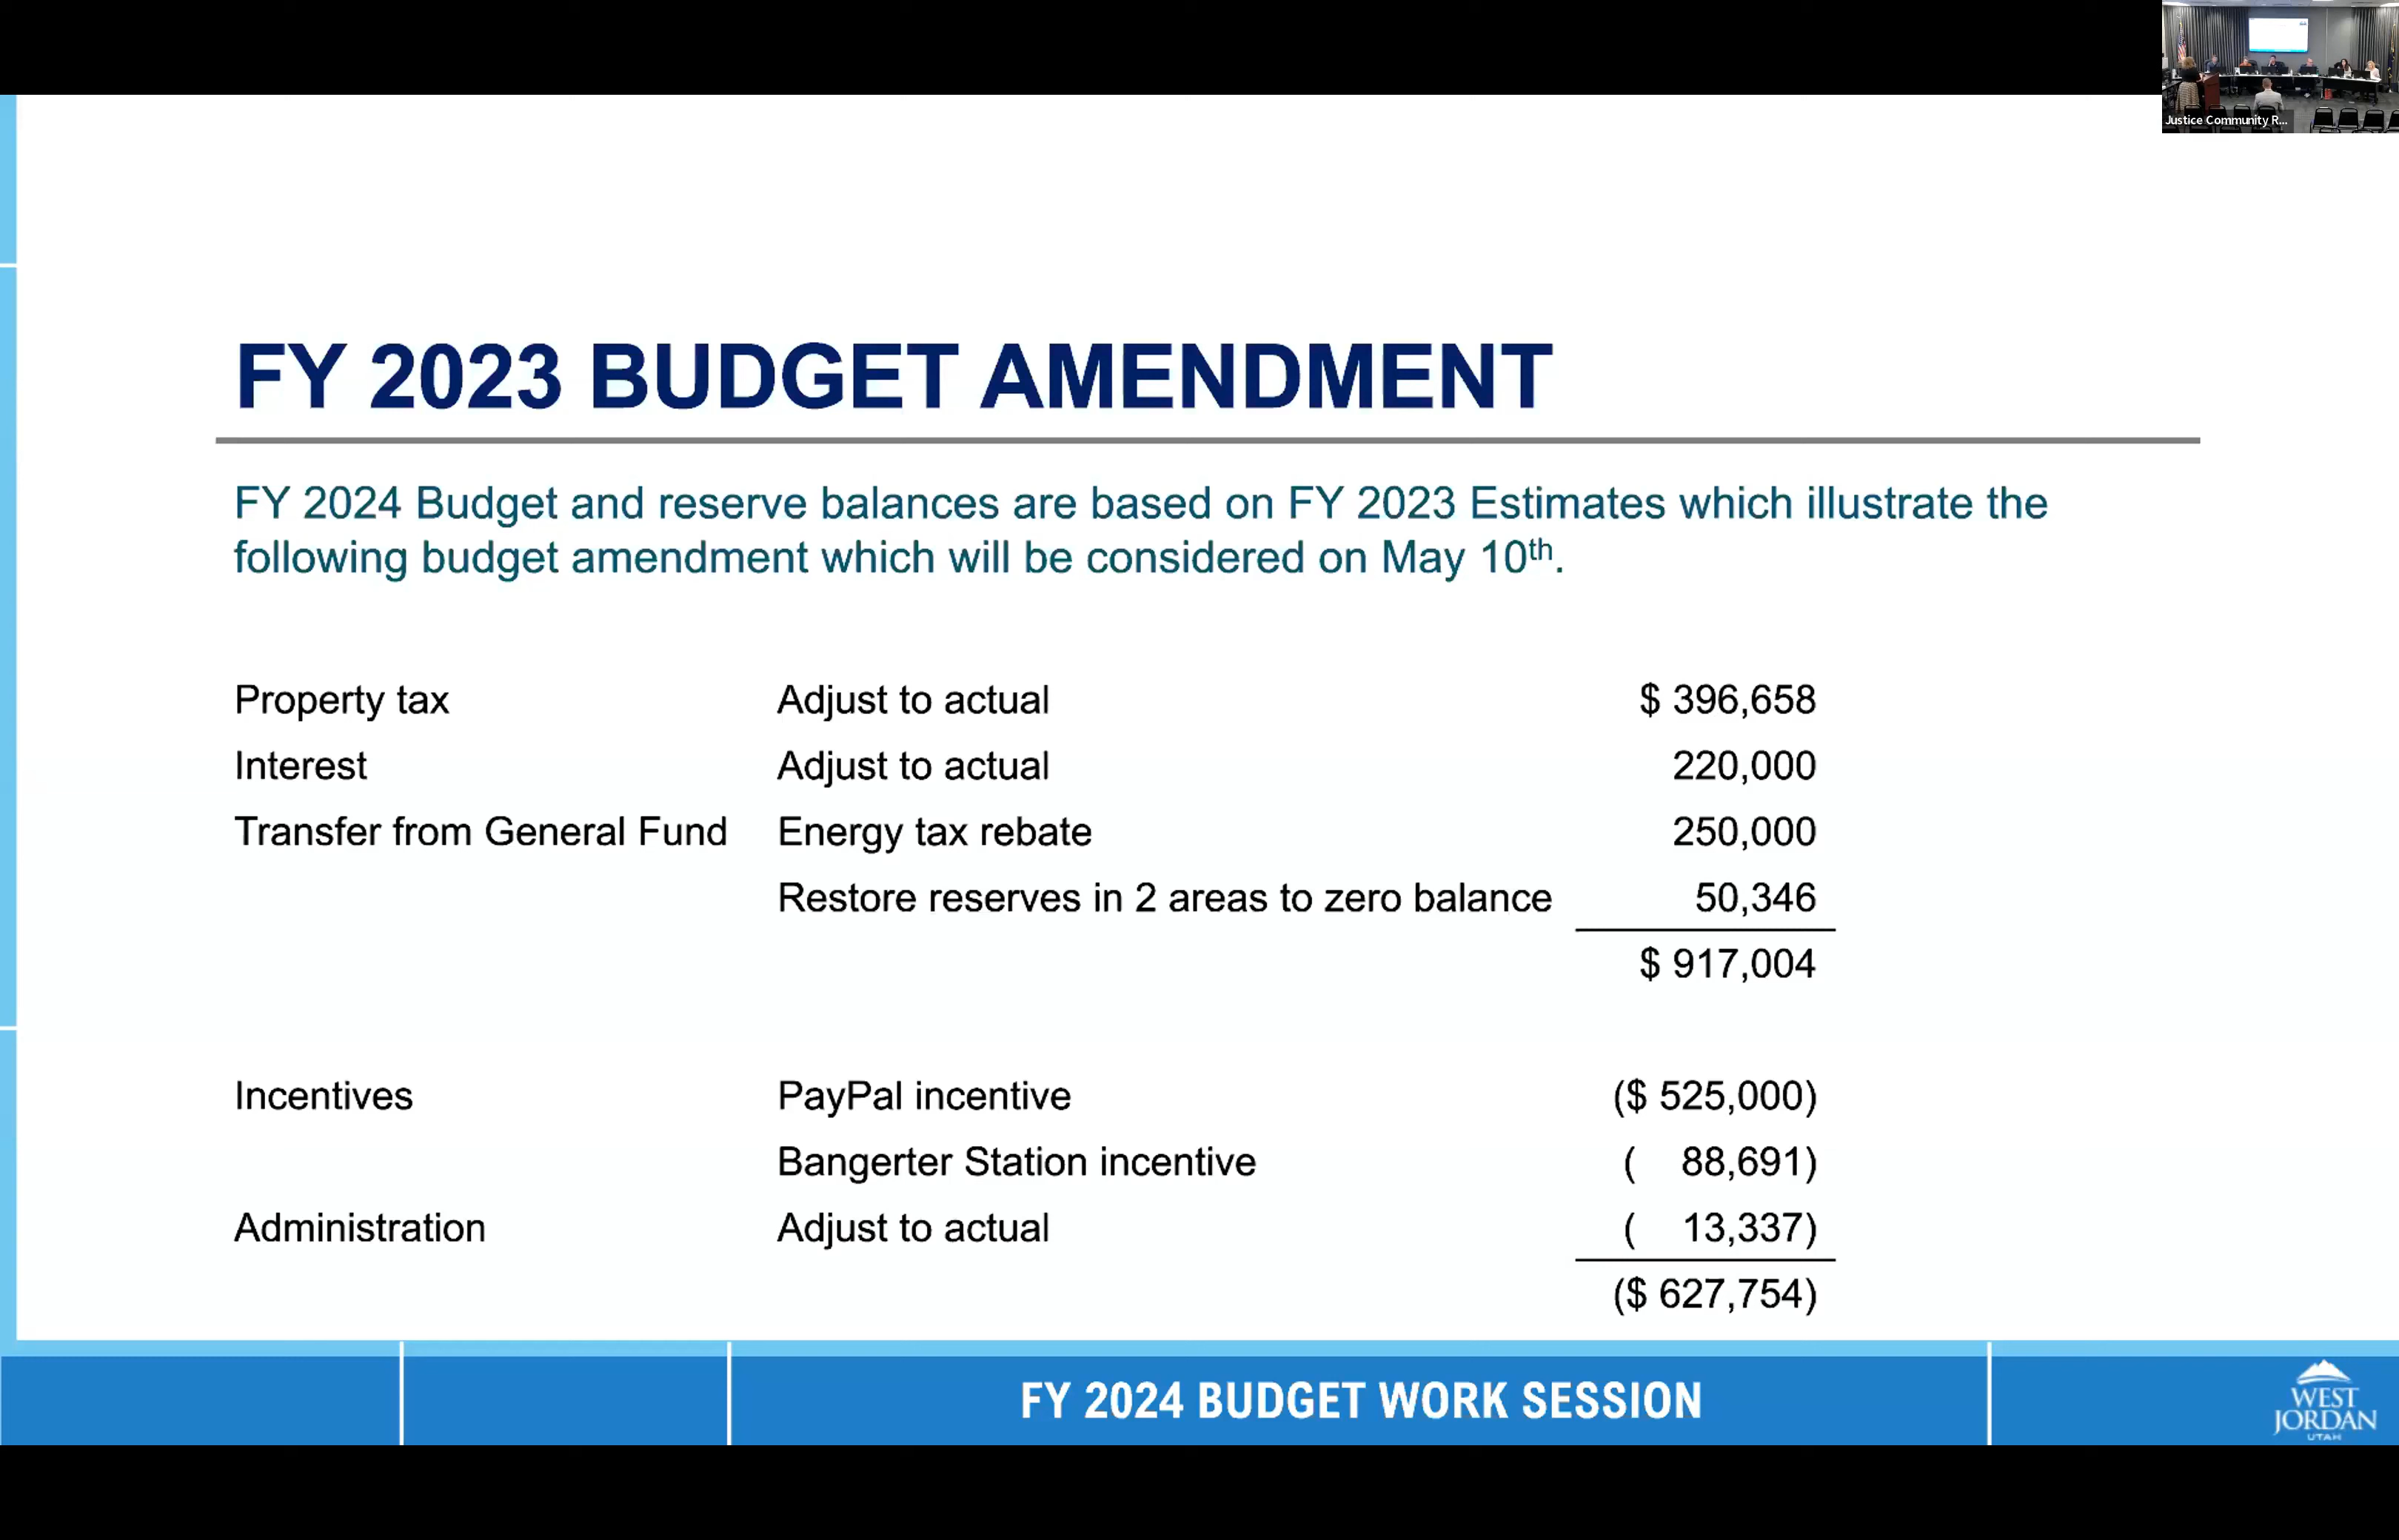 Justice Community R...
FY 2023 BUDGET AMENDMENT
FY 2024 Budget and reserve balances are based on FY 2023 Estimates which illustrate the
following budget amendment which will be considered on May 10th.
Property tax Adjust to actual $ 396,658
Interest Adjust to actual 220,000
Transfer from General Fund Energy tax rebate 250,000
Restore reserves in 2 areas to zero balance 50,346
$ 917,004
Incentives PayPal incentive ($ 525,000)
Bangerter Station incentive ( 88,691)
Administration Adjust to actual ( 13,337)
($ 627,754)
FY 2024 BUDGET WORK SESSION
WEST
JORDAN
UTAH